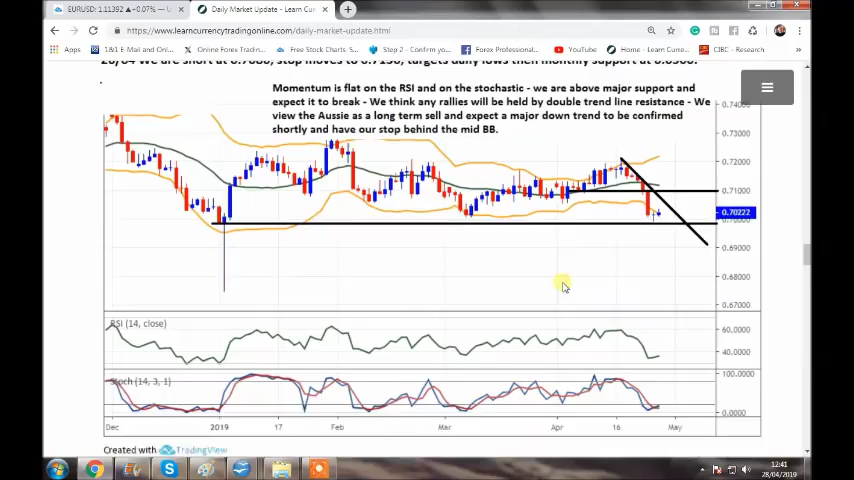 EURUSD: 1.11392 ▲+0.07%
Daily Market Update - Learn Cur
https://www.learncurrencytradingonline.com/daily-market-update.html
Apps
1&1 E-Mail and Onli
Online Forex Trading
Free Stock Charts, S
Step 2 - Confirm yo
Forex Professional.
YouTube
Home - Learn Curre
CIBC - Research
Momentum is flat on the RSI and on the stochastic - we are above major support and
expect it to break - We think any rallies will be held by double trend line resistance - We
view the Aussie as a long term sell and expect a major down trend to be confirmed
shortly and have our stop behind the mid BB.
0.74000
0.73000
0.72000
0.71000
0.70222
0.69000
0.68000
0.67000
RSI (14, close)
60.0000
40.0000
Stoch (14, 3, 1)
100.0000
0.0000
Dec 2019 17 Feb Mar Apr 16 May
Created with TradingView
12:41
28/04/2019